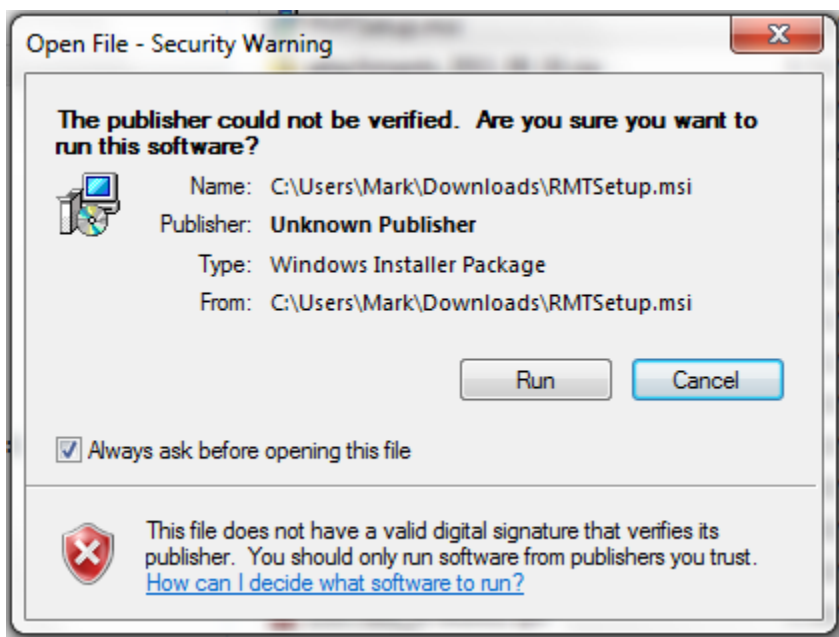 Open File - Security Warning
The publisher could not be verified.  Are you sure you want to
run this software?
Name: C:\Users\Mark\Downloads\RMTSetup.msi
Publisher: Unknown Publisher
Type: Windows Installer Package
From: C:\Users\Mark\Downloads\RMTSetup.msi
Run Cancel
Always ask before opening this file
This file does not have a valid digital signature that verifies its
publisher.  You should only run software from publishers you trust.
How can I decide what software to run?